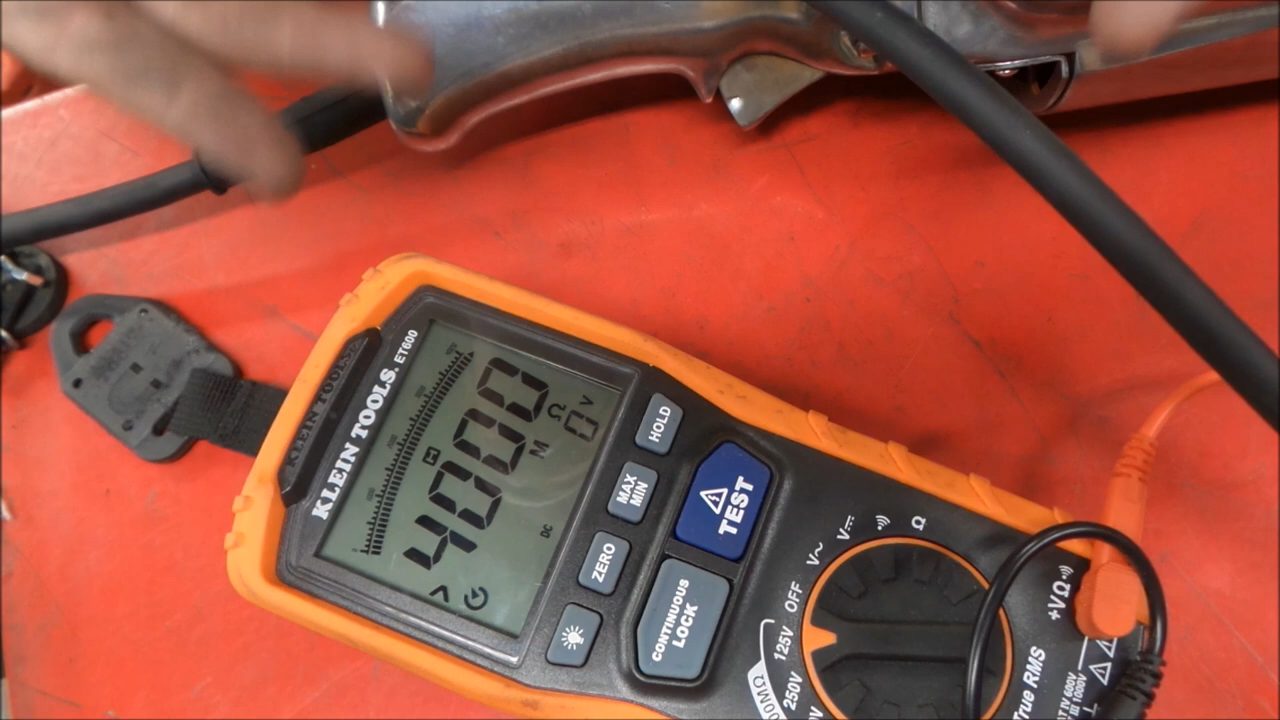 KLEIN TOOLS
KLEIN TOOLS. ET600
> 4000 MΩ
0 V
H
DC
HOLD
MAX
MIN
ZERO
TEST
CONTINUOUS
LOCK
OFF
V~
V
Ω
125V
250V
+VΩ
True RMS